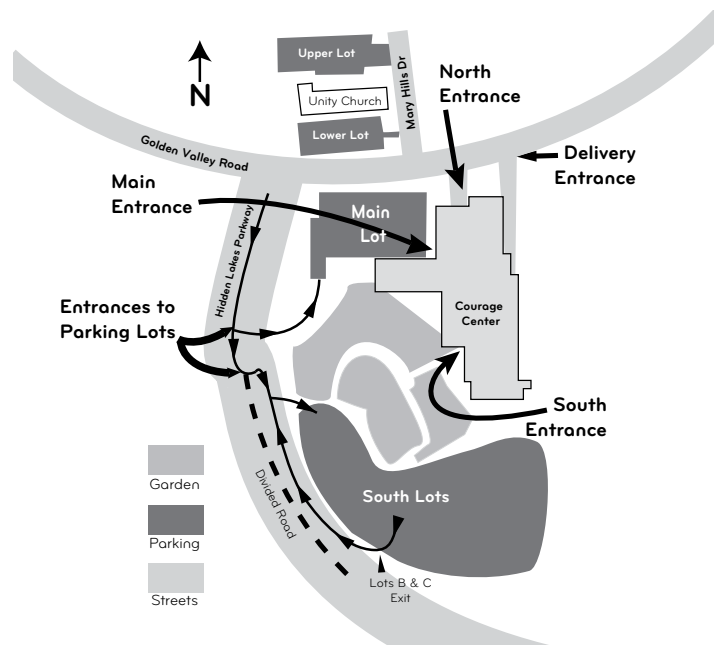 Upper Lot
Mary Hills Dr
N
Unity Church
North
Entrance
Lower Lot
Golden Valley Road
Delivery
Entrance
Main
Entrance
Main
Lot
Hidden Lakes Parkway
Entrances to
Parking Lots
Courage
Center
South
Entrance
Garden
Divided Road
South Lots
Parking
Lots B & C
Exit
Streets